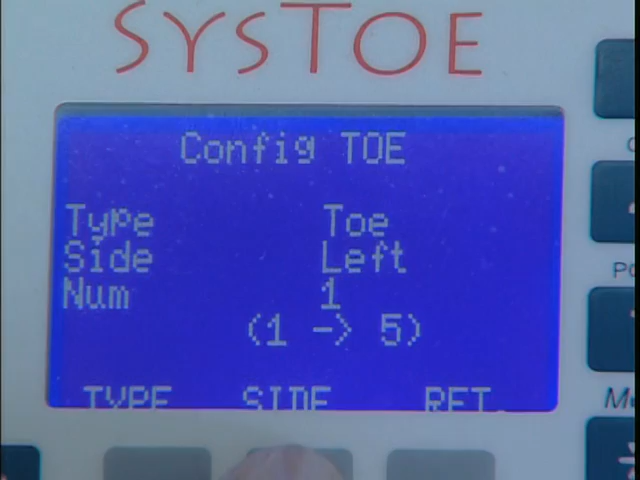 SYSTOE
Config TOE
Type Toe
Side Left
Num 1
(1 -> 5)
TYPE SIDE RET.